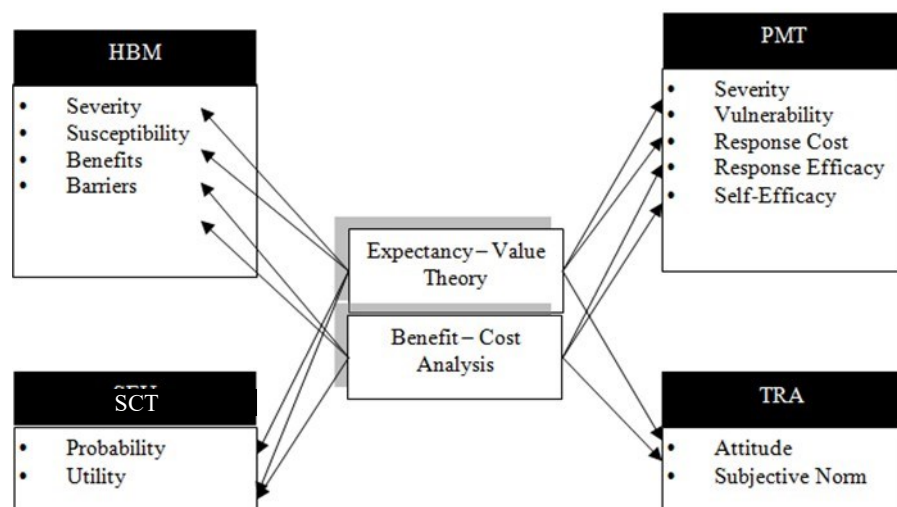 HBM
• Severity
• Susceptibility
• Benefits
• Barriers
PMT
• Severity
• Vulnerability
• Response Cost
• Response Efficacy
• Self-Efficacy
Expectancy – Value
Theory
Benefit – Cost
Analysis
SCT
• Probability
• Utility
TRA
• Attitude
• Subjective Norm